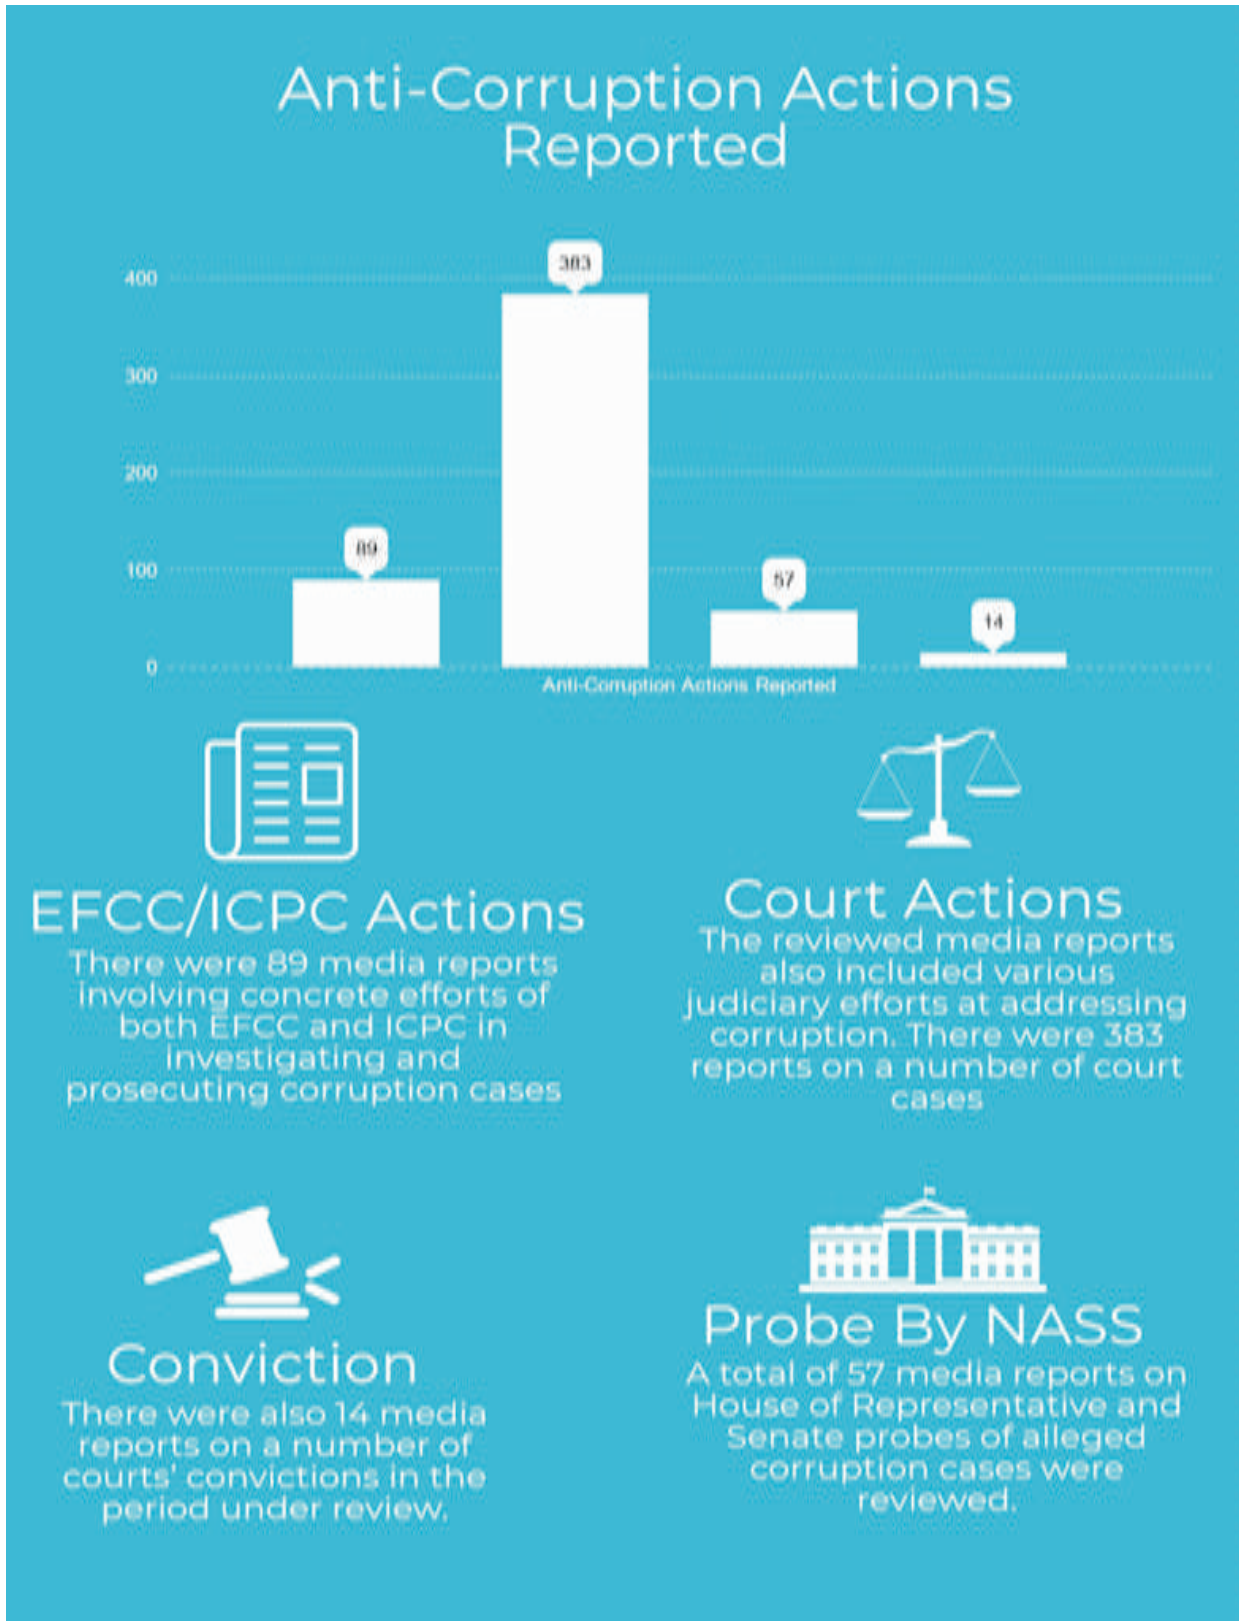 Anti-Corruption Actions
Reported
383
400
300
200
89
100
57
14
0
Anti-Corruption Actions Reported
EFCC/ICPC Actions
There were 89 media reports
involving concrete efforts of
both EFCC and ICPC in
investigating and
prosecuting corruption cases
Court Actions
The reviewed media reports
also included various
judiciary efforts at addressing
corruption. There were 383
reports on a number of court
cases
Conviction
There were also 14 media
reports on a number of
courts' convictions in the
period under review.
Probe By NASS
A total of 57 media reports on
House of Representative and
Senate probes of alleged
corruption cases were
reviewed.